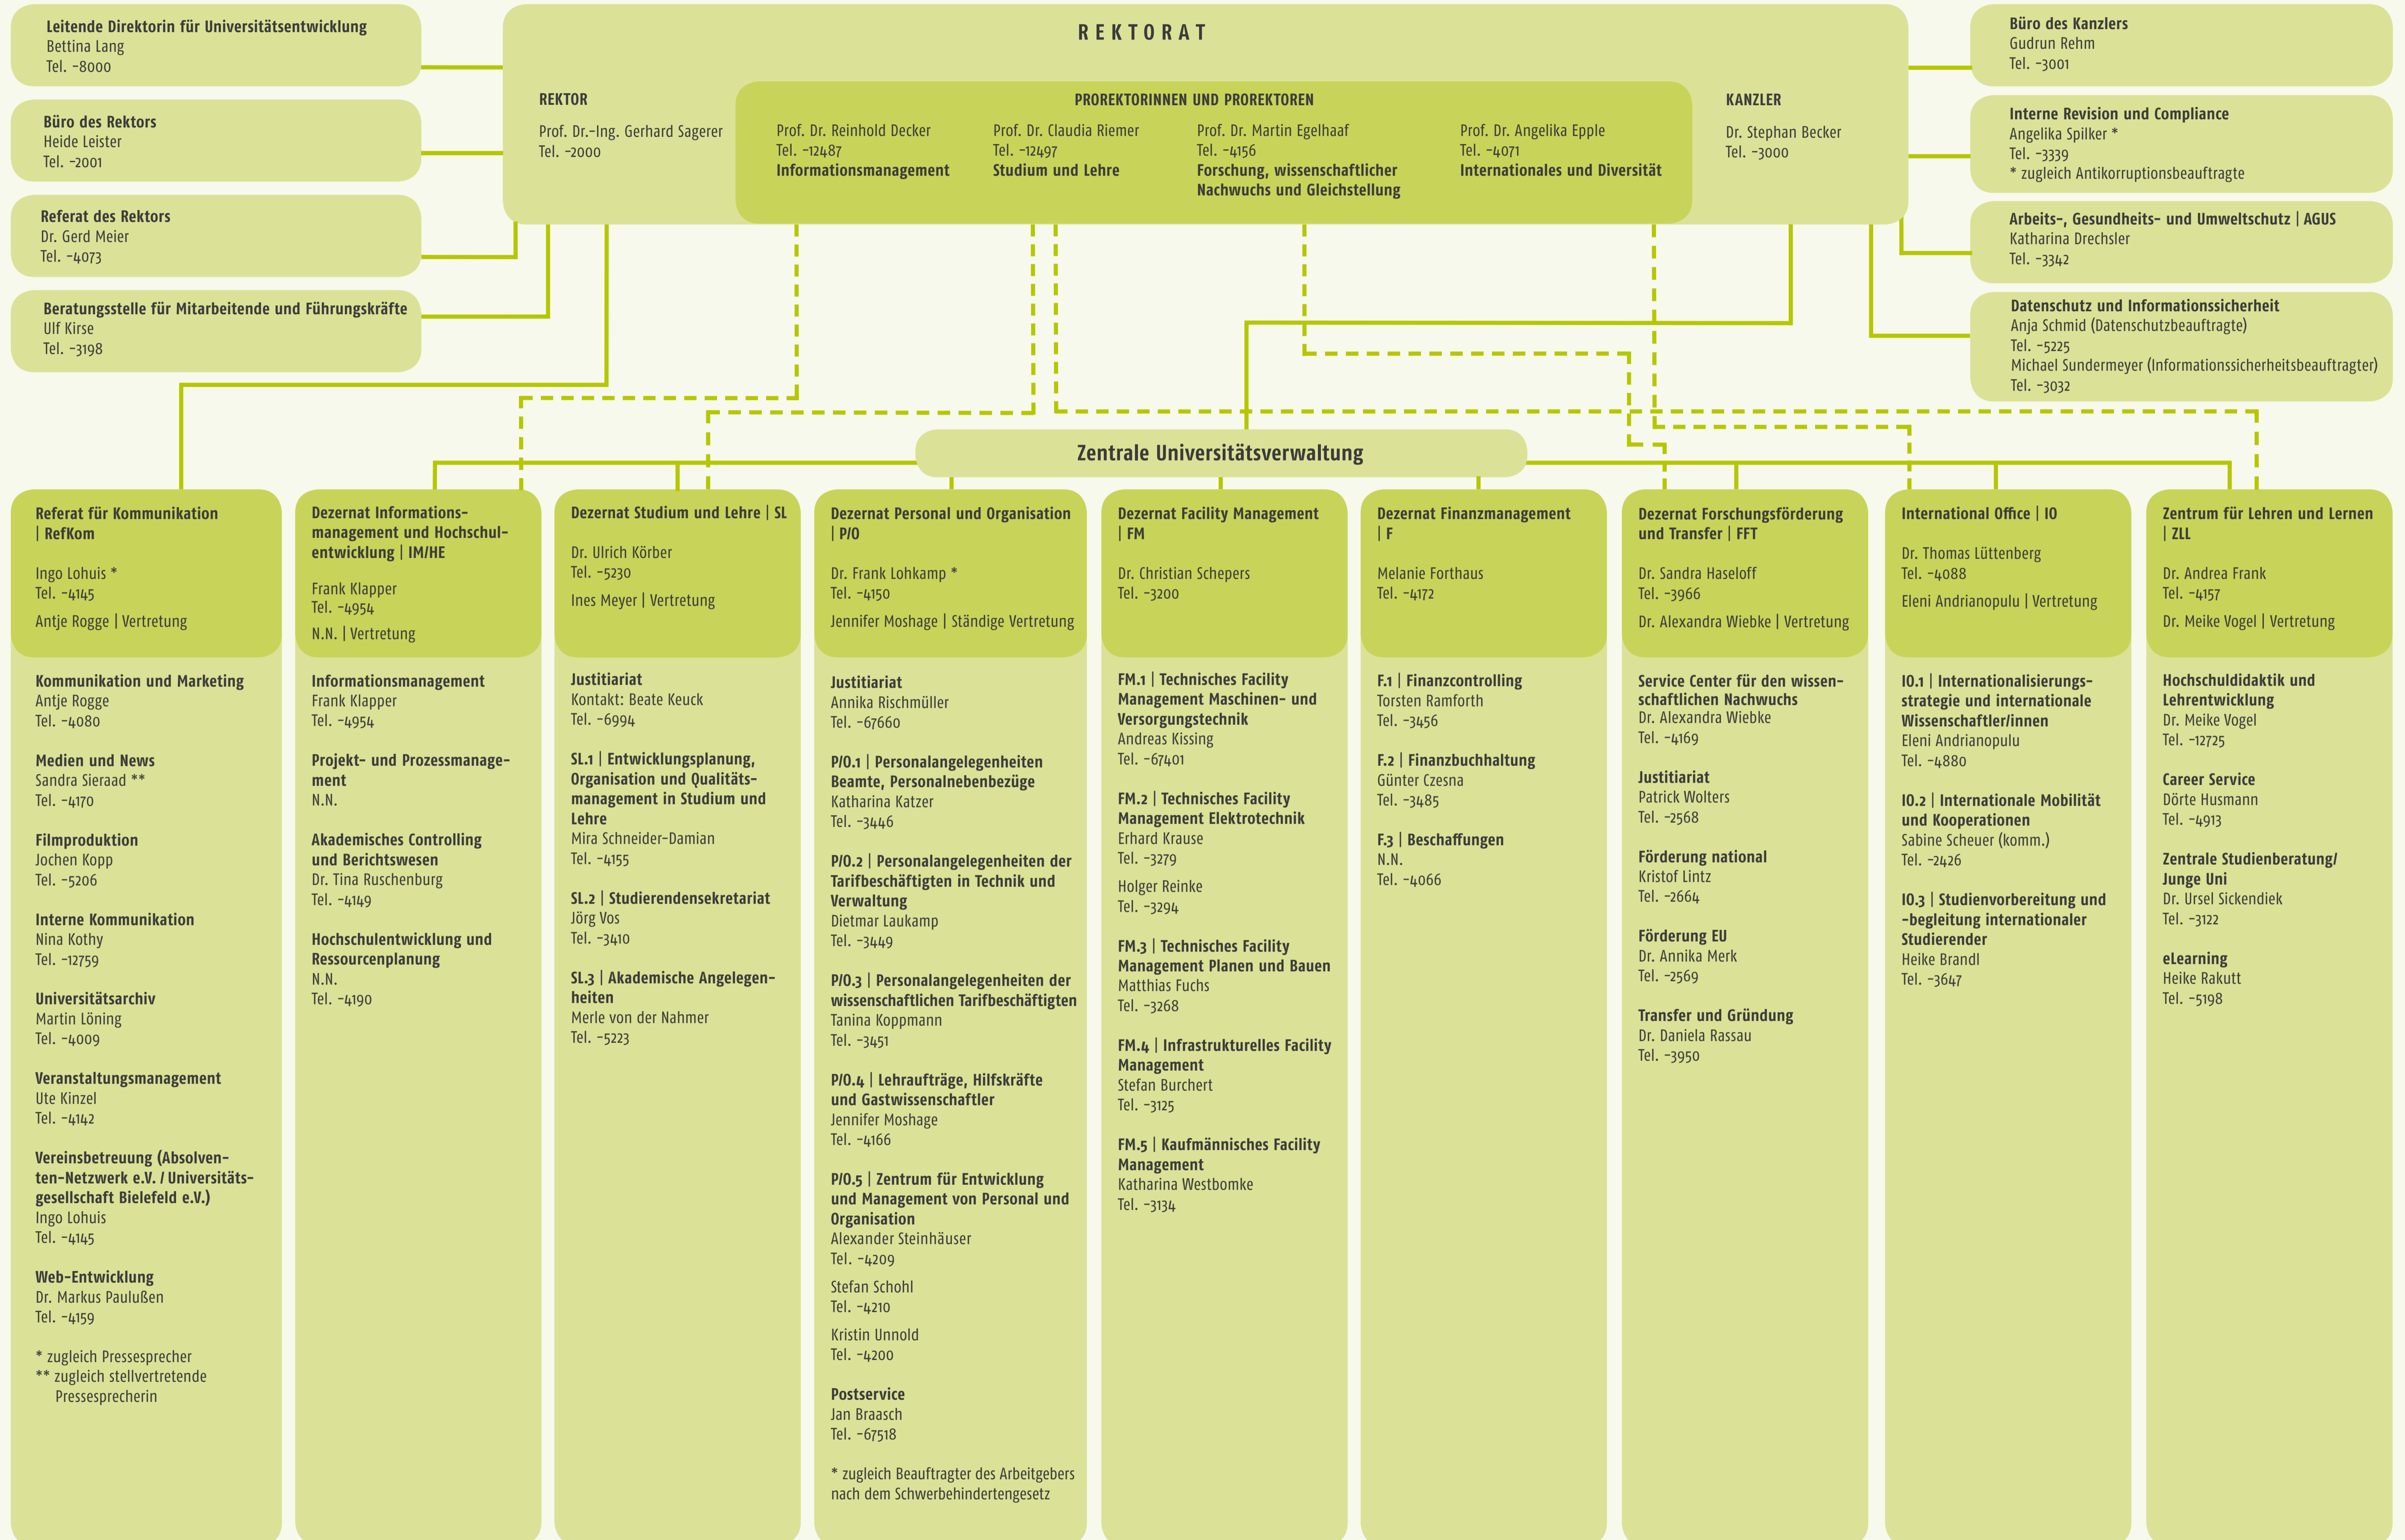 Leitende Direktorin für Universitätsentwicklung
Bettina Lang
Tel. -8000
Büro des Rektors
Heide Leister
Tel. -2001
Referat des Rektors
Dr. Gerd Meier
Tel. -4073
Beratungsstelle für Mitarbeitende und Führungskräfte
Ulf Kirse
Tel. -3198
REKTORAT
REKTOR
Prof. Dr.-Ing. Gerhard Sagerer
Tel. -2000
PROREKTORINNEN UND PROREKTOREN
Prof. Dr. Reinhold Decker
Tel. -12487
Informationsmanagement
Prof. Dr. Claudia Riemer
Tel. -12497
Studium und Lehre
Prof. Dr. Martin Egelhaaf
Tel. -4156
Forschung, wissenschaftlicher
Nachwuchs und Gleichstellung
Prof. Dr. Angelika Epple
Tel. -4071
Internationales und Diversität
KANZLER
Dr. Stephan Becker
Tel. -3000
Büro des Kanzlers
Gudrun Rehm
Tel. -3001
Interne Revision und Compliance
Angelika Spilker *
Tel. -3339
* zugleich Antikorruptionsbeauftragte
Arbeits-, Gesundheits- und Umweltschutz | AGUS
Katharina Drechsler
Tel. -3342
Datenschutz und Informationssicherheit
Anja Schmid (Datenschutzbeauftragte)
Tel. -5225
Michael Sundermeyer (Informationssicherheitsbeauftragter)
Tel. -3032
Zentrale Universitätsverwaltung
Referat für Kommunikation
| RefKom
Ingo Lohuis *
Tel. -4145
Antje Rogge | Vertretung
Kommunikation und Marketing
Antje Rogge
Tel. -4080
Medien und News
Sandra Sieraad **
Tel. -4170
Filmproduktion
Jochen Kopp
Tel. -5206
Interne Kommunikation
Nina Kothy
Tel. -12759
Universitätsarchiv
Martin Löning
Tel. -4009
Veranstaltungsmanagement
Ute Kinzel
Tel. -4142
Vereinsbetreuung (Absolven-
ten-Netzwerk e.V. / Universitäts-
gesellschaft Bielefeld e.V.)
Ingo Lohuis
Tel. -4145
Web-Entwicklung
Dr. Markus Paulußen
Tel. -4159
* zugleich Pressesprecher
** zugleich stellvertretende
Pressesprecherin
Dezernat Informations-
management und Hochschul-
entwicklung | IM/HE
Frank Klapper
Tel. -4954
N.N. | Vertretung
Informationsmanagement
Frank Klapper
Tel. -4954
Projekt- und Prozessmanage-
ment
N.N.
Akademisches Controlling
und Berichtswesen
Dr. Tina Ruschenburg
Tel. -4149
Hochschulentwicklung und
Ressourcenplanung
N.N.
Tel. -4190
Dezernat Studium und Lehre | SL
Dr. Ulrich Körber
Tel. -5230
Ines Meyer | Vertretung
Justitiariat
Kontakt: Beate Keuck
Tel. -6994
SL.1 | Entwicklungsplanung,
Organisation und Qualitäts-
management in Studium und
Lehre
Mira Schneider-Damian
Tel. -4155
SL.2 | Studierendensekretariat
Jörg Vos
Tel. -3410
SL.3 | Akademische Angelegen-
heiten
Merle von der Nahmer
Tel. -5223
Dezernat Personal und Organisation
| P/O
Dr. Frank Lohkamp *
Tel. -4150
Jennifer Moshage | Ständige Vertretung
Justitiariat
Annika Rischmüller
Tel. -67660
P/O.1 | Personalangelegenheiten
Beamte, Personalnebenbezüge
Katharina Katzer
Tel. -3446
P/O.2 | Personalangelegenheiten der
Tarifbeschäftigten in Technik und
Verwaltung
Dietmar Laukamp
Tel. -3449
P/O.3 | Personalangelegenheiten der
wissenschaftlichen Tarifbeschäftigten
Tanina Koppmann
Tel. -3451
P/O.4 | Lehraufträge, Hilfskräfte
und Gastwissenschaftler
Jennifer Moshage
Tel. -4166
P/O.5 | Zentrum für Entwicklung
und Management von Personal und
Organisation
Alexander Steinhäuser
Tel. -4209
Stefan Schohl
Tel. -4210
Kristin Unnold
Tel. -4200
Postservice
Jan Braasch
Tel. -67518
* zugleich Beauftragter des Arbeitgebers
nach dem Schwerbehindertengesetz
Dezernat Facility Management
| FM
Dr. Christian Schepers
Tel. -3200
FM.1 | Technisches Facility
Management Maschinen- und
Versorgungstechnik
Andreas Kissing
Tel. -67401
FM.2 | Technisches Facility
Management Elektrotechnik
Erhard Krause
Tel. -3279
Holger Reinke
Tel. -3294
FM.3 | Technisches Facility
Management Planen und Bauen
Matthias Fuchs
Tel. -3268
FM.4 | Infrastrukturelles Facility
Management
Stefan Burchert
Tel. -3125
FM.5 | Kaufmännisches Facility
Management
Katharina Westbomke
Tel. -3134
Dezernat Finanzmanagement
| F
Melanie Forthaus
Tel. -4172
F.1 | Finanzcontrolling
Torsten Ramforth
Tel. -3456
F.2 | Finanzbuchhaltung
Günter Czesna
Tel. -3485
F.3 | Beschaffungen
N.N.
Tel. -4066
Dezernat Forschungsförderung
und Transfer | FFT
Dr. Sandra Haseloff
Tel. -3966
Dr. Alexandra Wiebke | Vertretung
Service Center für den wissen-
schaftlichen Nachwuchs
Dr. Alexandra Wiebke
Tel. -4169
Justitiariat
Patrick Wolters
Tel. -2568
Förderung national
Kristof Lintz
Tel. -2664
Förderung EU
Dr. Annika Merk
Tel. -2569
Transfer und Gründung
Dr. Daniela Rassau
Tel. -3950
International Office | IO
Dr. Thomas Lüttenberg
Tel. -4088
Eleni Andrianopulu | Vertretung
IO.1 | Internationalisierungs-
strategie und internationale
Wissenschaftler/innen
Eleni Andrianopulu
Tel. -4880
IO.2 | Internationale Mobilität
und Kooperationen
Sabine Scheuer (komm.)
Tel. -2426
IO.3 | Studienvorbereitung und
-begleitung internationaler
Studierender
Heike Brandl
Tel. -3647
Zentrum für Lehren und Lernen
| ZLL
Dr. Andrea Frank
Tel. -4157
Dr. Meike Vogel | Vertretung
Hochschuldidaktik und
Lehrentwicklung
Dr. Meike Vogel
Tel. -12725
Career Service
Dörte Husmann
Tel. -4913
Zentrale Studienberatung/
Junge Uni
Dr. Ursel Sickendiek
Tel. -3122
eLearning
Heike Rakutt
Tel. -5198